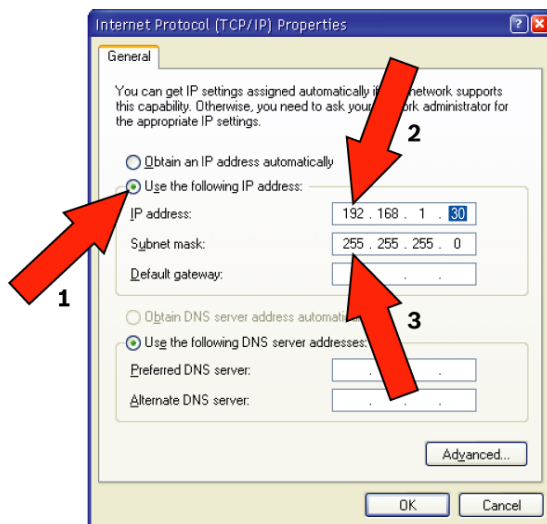 Internet Protocol (TCP/IP) Properties
General
You can get IP settings assigned automatically if network supports
this capability. Otherwise, you need to ask your administrator for
the appropriate IP settings.
2
Obtain an IP address automatically
Use the following IP address:
IP address: 192 . 168 . 1 . 30
Subnet mask: 255 . 255 . 255 . 0
Default gateway: . .
1
3
Obtain DNS server address
Use the following DNS server addresses:
Preferred DNS server: . .
Alternate DNS server: . . .
Advanced...
OK Cancel